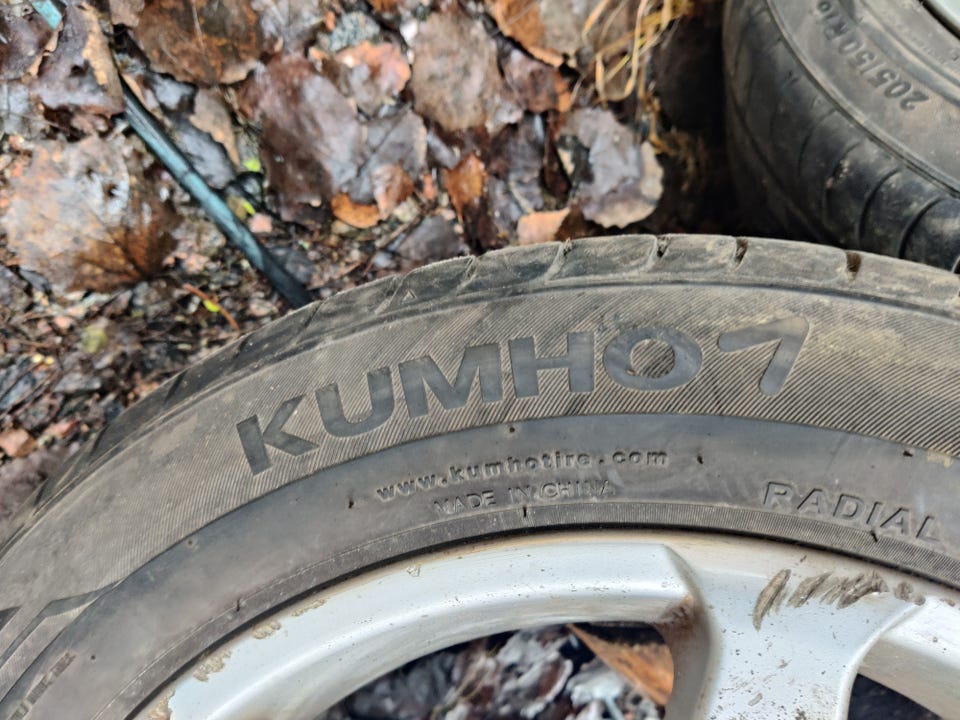 205/50R16
KUMHO
www.kumhotire.com
MADE IN CHINA
RADIAL